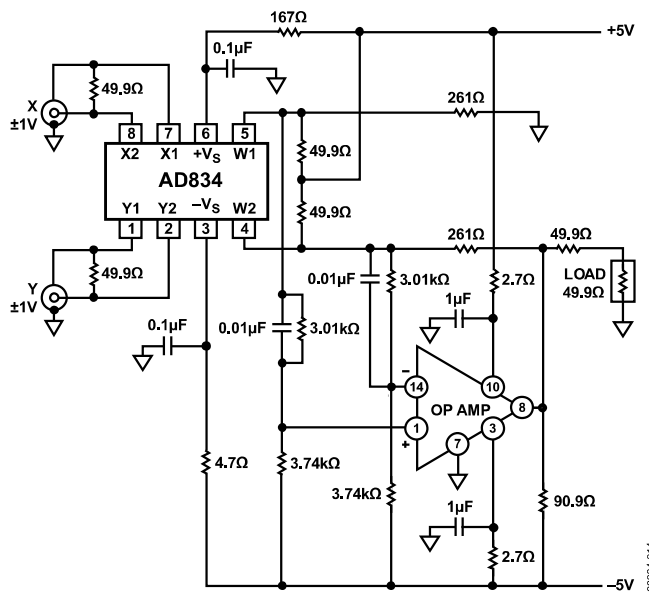 167Ω
+5V
0.1µF
X
±1V
49.9Ω
261Ω
8 7 6 5
X2 X1 +VS W1
AD834
Y1 Y2 –VS W2
1 2 3 4
49.9Ω
49.9Ω
261Ω
49.9Ω
Y
±1V
49.9Ω
0.01µF
3.01kΩ
2.7Ω
LOAD
49.9Ω
1µF
0.1µF
0.01µF
3.01kΩ
–
14
10
OP AMP
8
1
+
7
3
4.7Ω
3.74kΩ
3.74kΩ
1µF
90.9Ω
2.7Ω
–5V